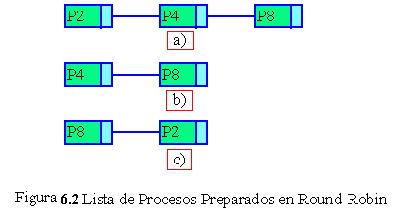 P2 P4 P8
a)
P4 P8
b)
P8 P2
c)
Figura 6.2 Lista de Procesos Preparados en Round Robin